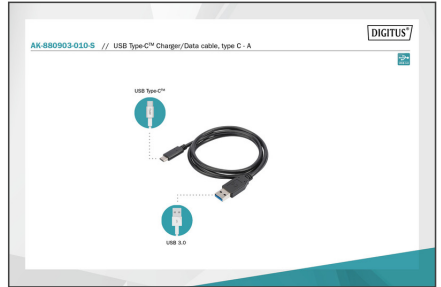 DIGITUS®
AK-880903-010-S // USB Type-C™ Charger/Data cable, type C - A
USB Type-C™
USB 3.0